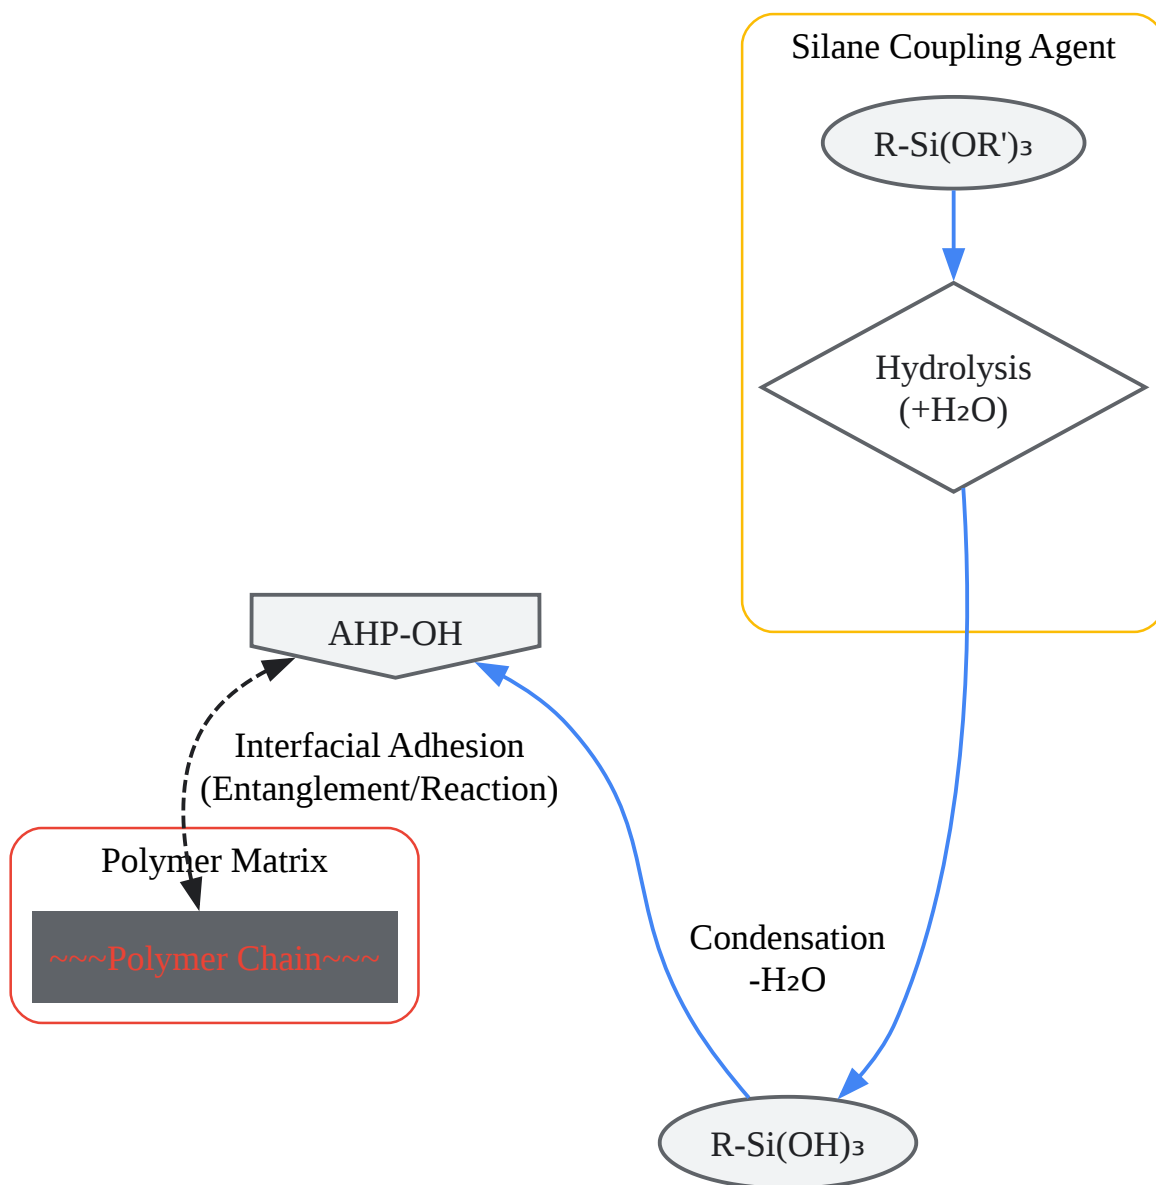 Silane Coupling Agent
R-Si(OR')₃
Hydrolysis
(+H₂O)
AHP-OH
Interfacial Adhesion
(Entanglement/Reaction)
Polymer Matrix
~~~Polymer Chain~~~
Condensation
-H₂O
R-Si(OH)₃